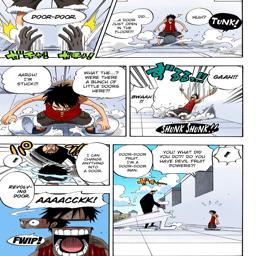 DOOR-DOOR.
DID...
...A DOOR
JUST OPEN
IN THE
FLOOR?!
HUH?
TUNK!
AARGH!
I'M
STUCK?!
WHAT THE...?
WERE THERE
A BUNCH OF
LITTLE DOORS
HERE?!
GAAH!!
BWAAH
SHUNK SHUNK!!
I CAN
CHANGE
ANYTHING
INTO A
DOOR.
REVOLV-
ING
DOOR.
AAAACCKK!
FWIP!
DOOR-DOOR
FRUIT.
I'M A
DOOR-DOOR
MAN.
YOU! WHAT DID
YOU DO?! DO YOU
HAVE DEVIL FRUIT
POWERS?!
!